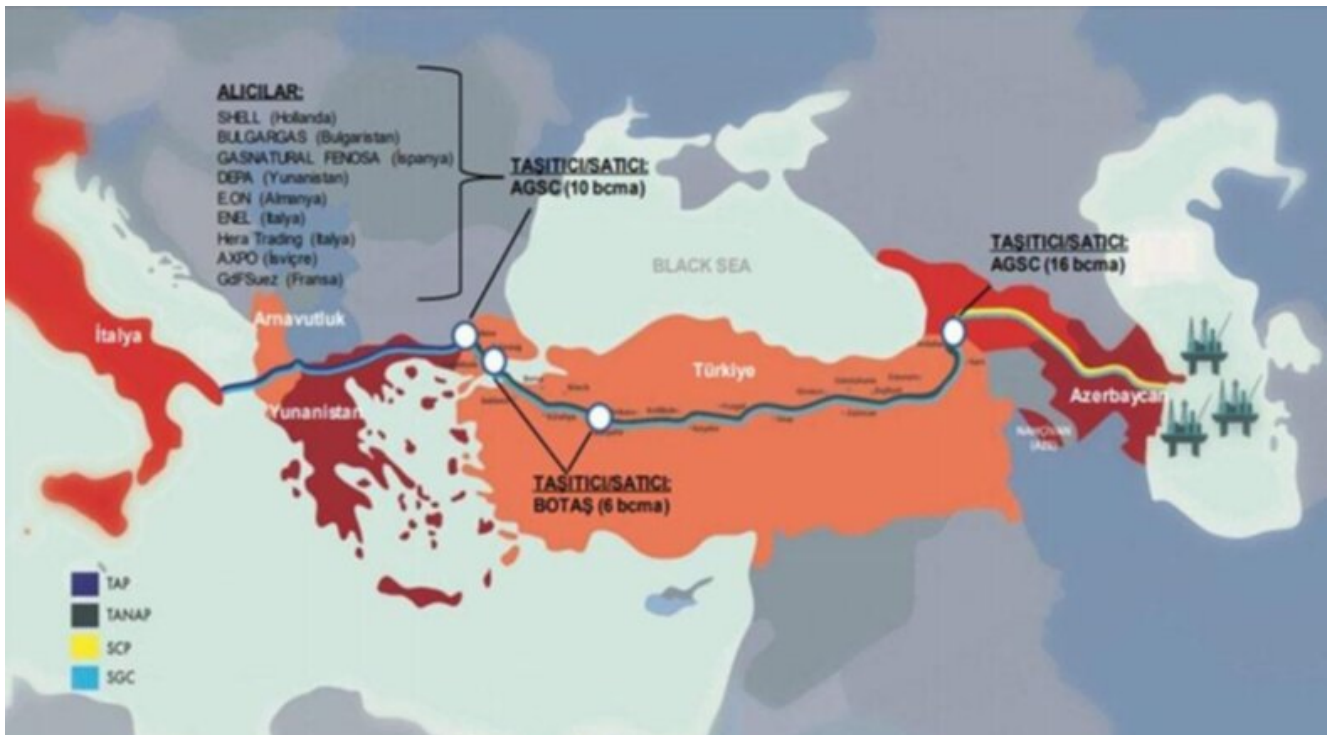 ALICILAR:
SHELL (Hollanda)
BULGARGAS (Bulgaristan)
GASNATURAL FENOSA (İspanya)
DEPA (Yunanistan)
E.ON (Almanya)
ENEL (İtalya)
Hera Trading (İtalya)
AXPO (İsviçre)
GdFSuez (Fransa)
TAŞITICI/SATICI:
AGSC (10 bcma)
TAŞITICI/SATICI:
AGSC (16 bcma)
BLACK SEA
Arnavutluk
İtalya
Türkiye
Azerbaycan
Yunanistan
TAŞITICI/SATICI:
BOTAŞ (6 bcma)
TAP
TANAP
SCP
SGC